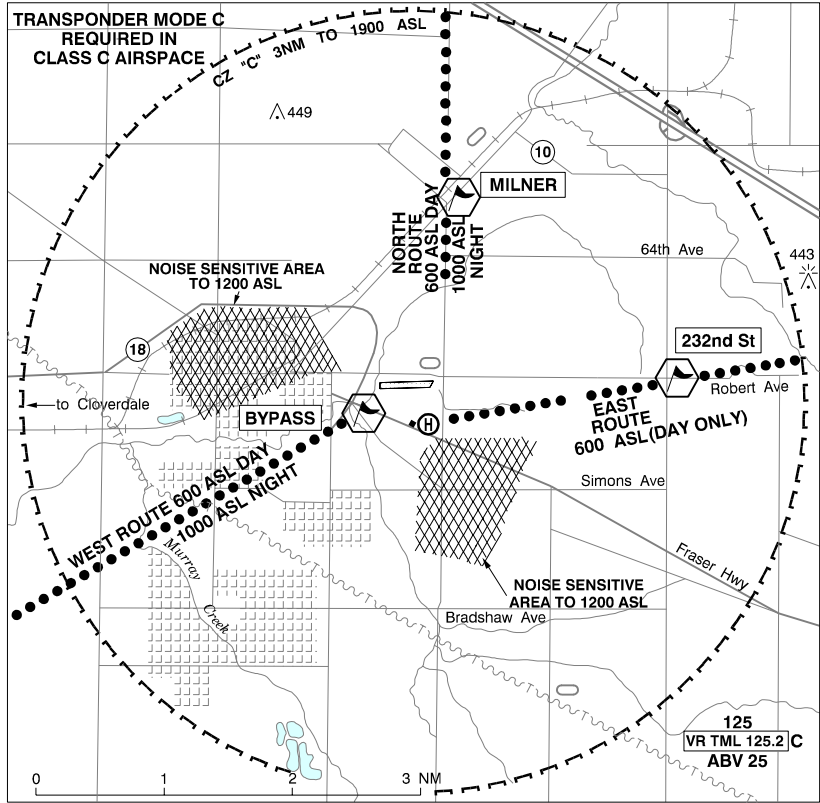 TRANSPONDER MODE C
REQUIRED IN
CLASS C AIRSPACE
CZ "C" 3NM TO 1900 ASL
449
10
MILNER
NORTH
ROUTE
600 ASL DAY
1000 ASL
NIGHT
64th Ave
443
NOISE SENSITIVE AREA
TO 1200 ASL
18
232nd St
to Cloverdale
BYPASS
H
Robert Ave
EAST
ROUTE
600 ASL (DAY ONLY)
WEST ROUTE 600 ASL DAY
1000 ASL NIGHT
Simons Ave
Murray
Creek
Fraser Hwy
NOISE SENSITIVE
AREA TO 1200 ASL
Bradshaw Ave
125
VR TML 125.2 C
ABV 25
0 1 2 3 NM